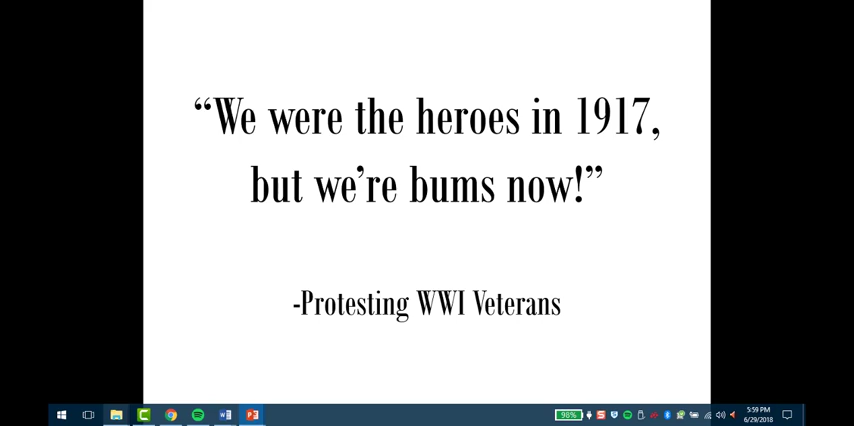 “We were the heroes in 1917,
but we’re bums now!”
-Protesting WWI Veterans
98%
5:59 PM
6/29/2018